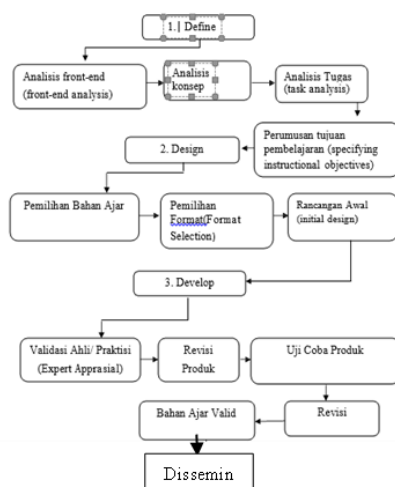 1. Define
Analisis front-end
(front-end analysis)
Analisis
konsep
Analisis Tugas
(task analysis)
Perumusan tujuan
pembelajaran (specifying
instructional objectives)
2. Design
Pemilihan Bahan Ajar
Pemilihan
Format(Format
Selection)
Rancangan Awal
(initial design)
3. Develop
Validasi Ahli/ Praktisi
(Expert Apprasial)
Revisi
Produk
Uji Coba Produk
Bahan Ajar Valid
Revisi
Dissemin